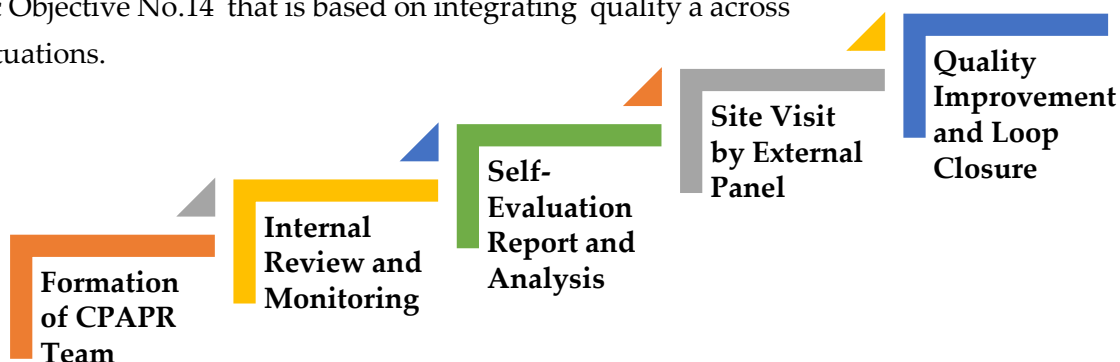 Objective No.14 that is based on integrating quality a across
tuations.
Formation
of CPAPR
Team
Internal
Review and
Monitoring
Self-
Evaluation
Report and
Analysis
Site Visit
by External
Panel
Quality
Improvement
and Loop
Closure